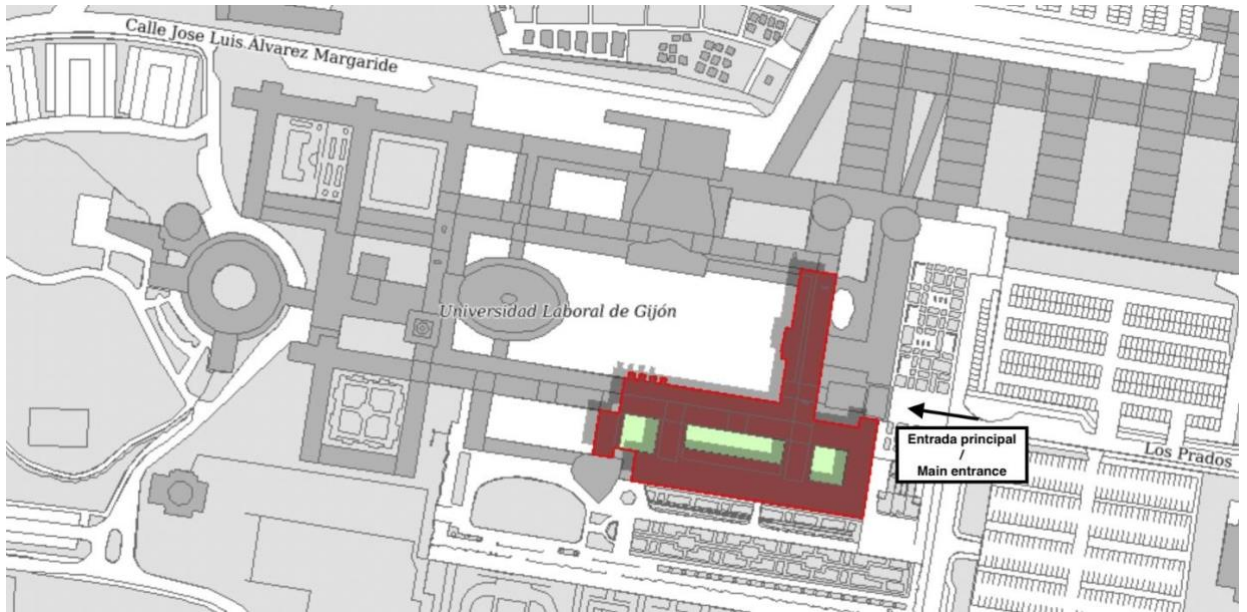 Calle Jose Luis Álvarez Margaride
Universidad Laboral de Gijón
Entrada principal
/
Main entrance
Los Prados